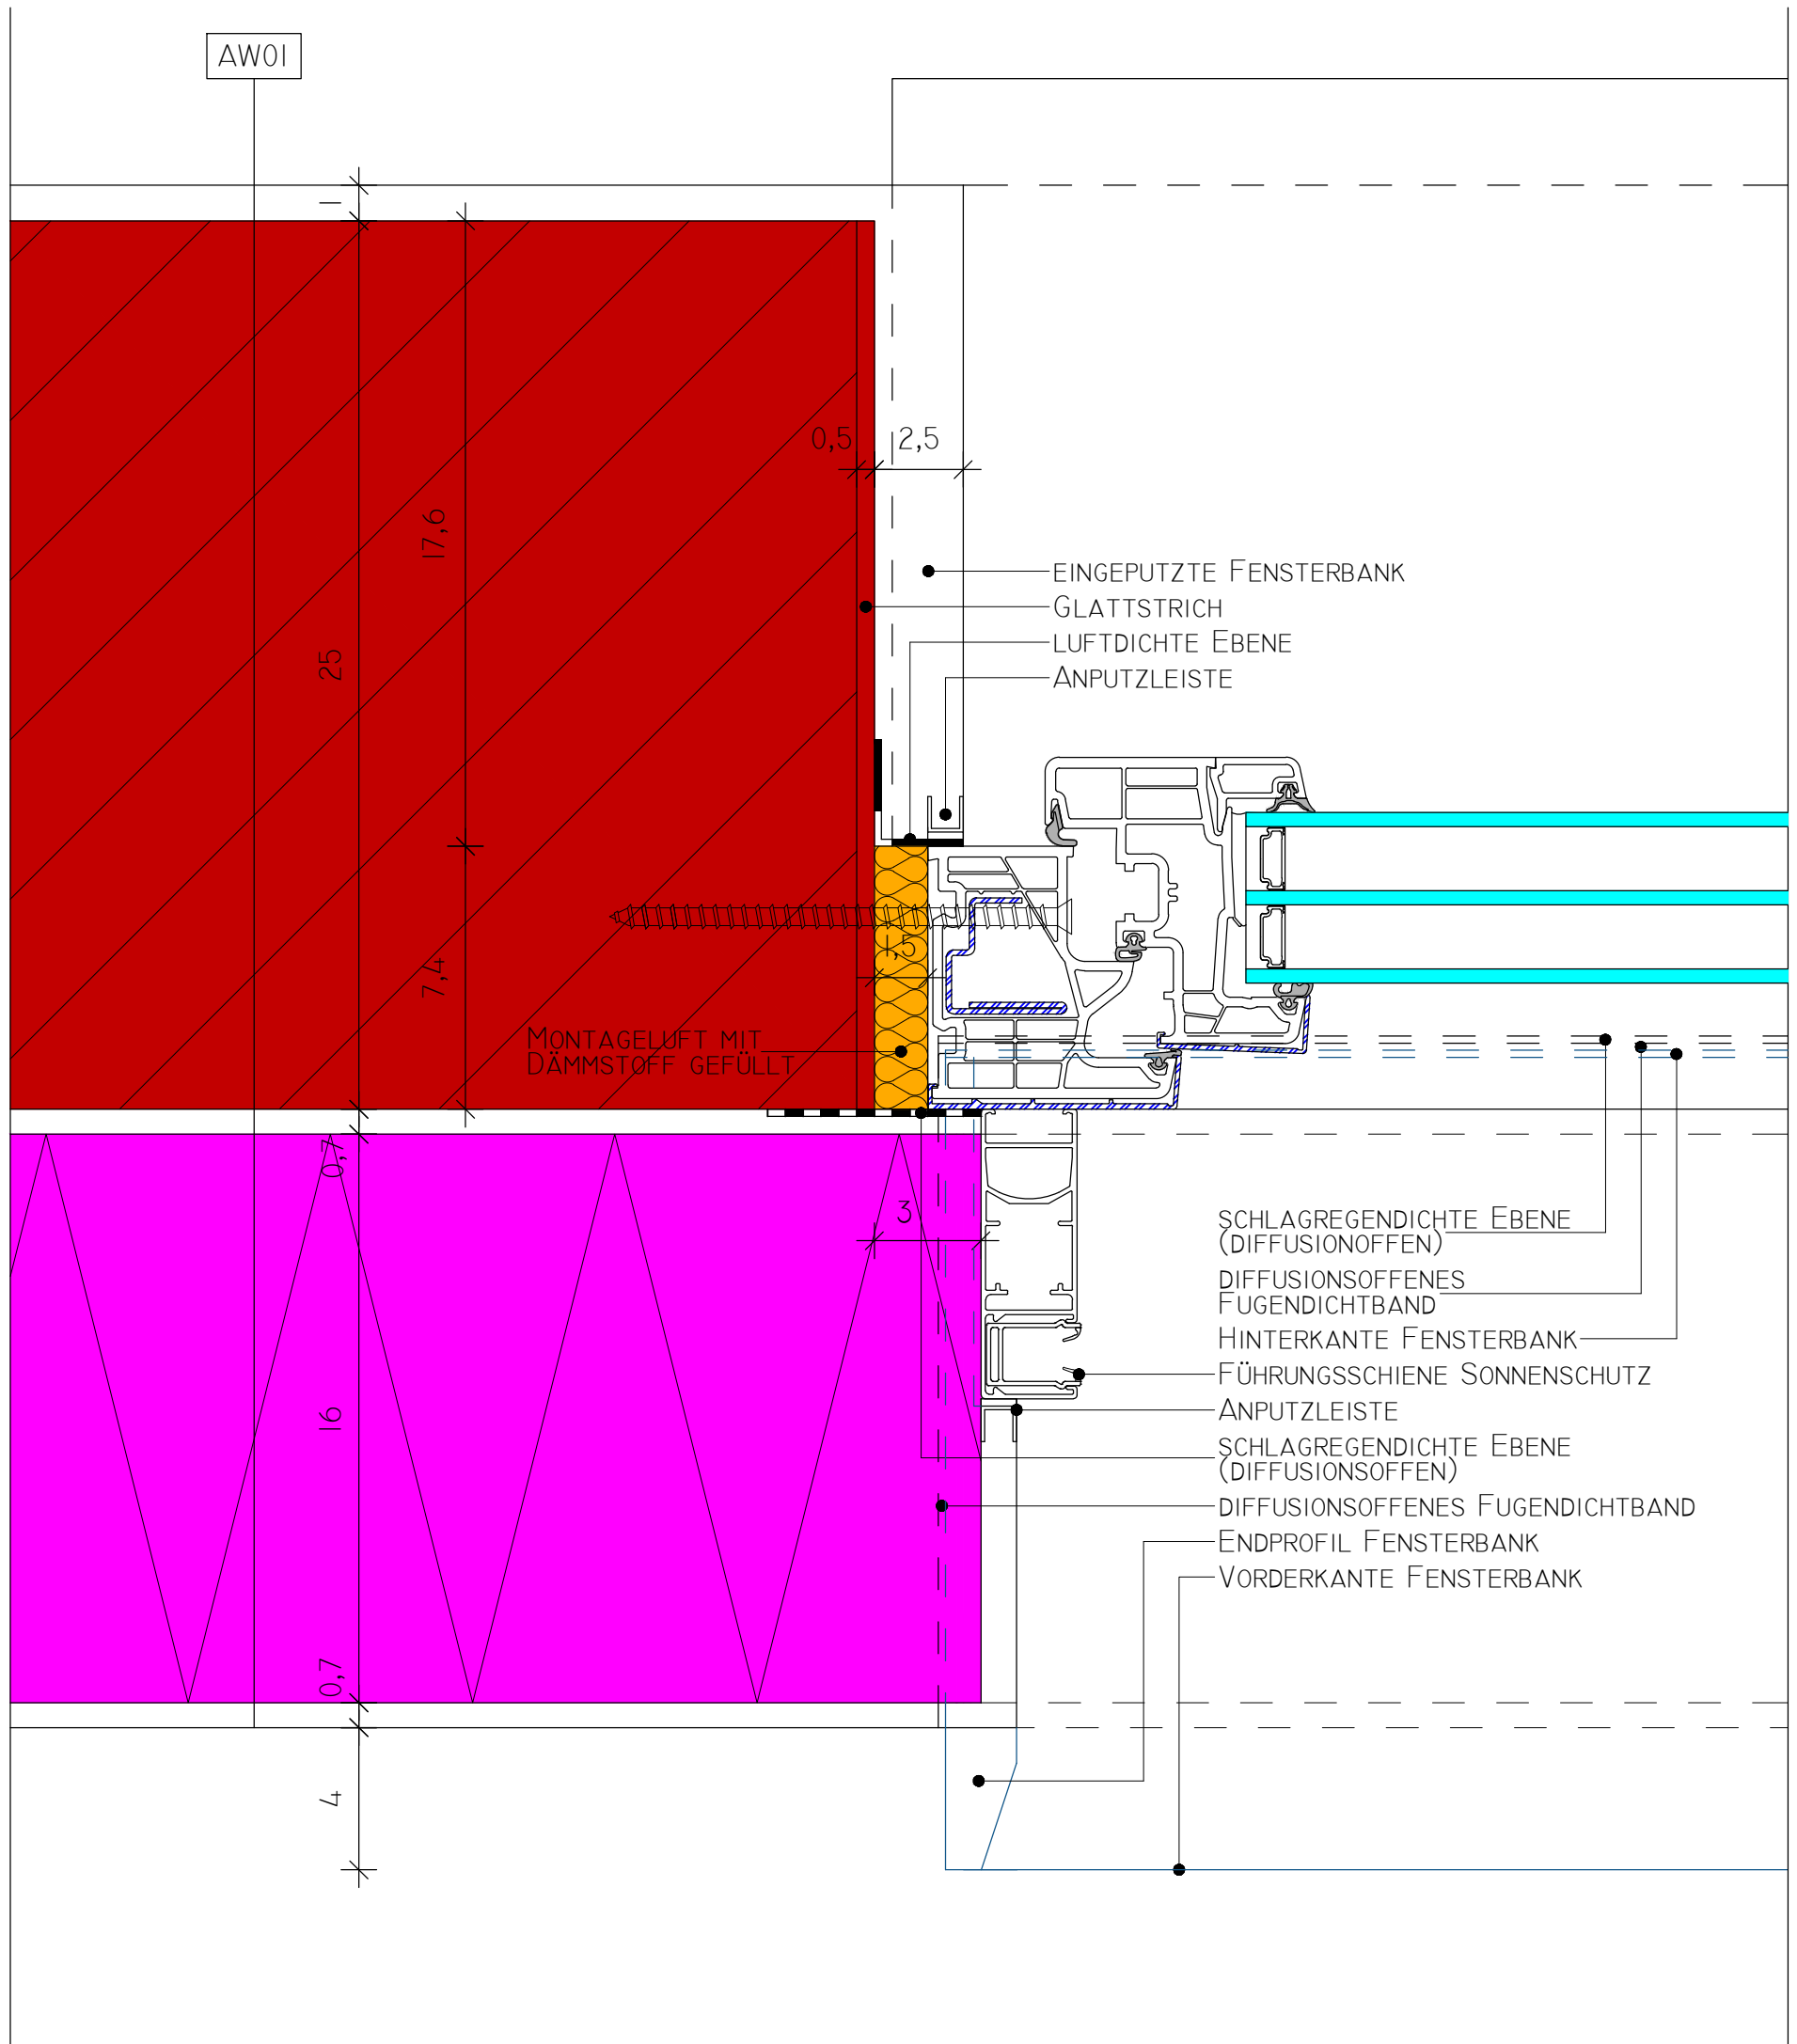 AW01
1
0,5
2,5
17,6
25
EINGEPUTZTE FENSTERBANK
GLATTSTRICH
LUFTDICHTE EBENE
ANPUTZLEISTE
1,5
7,4
MONTAGELUFT MIT
DÄMMSTOFF GEFÜLLT
0,7
3
SCHLAGREGENDICHTE EBENE
(DIFFUSIONOFFEN)
DIFFUSIONSOFFENES
FUGENDICHTBAND
HINTERKANTE FENSTERBANK
FÜHRUNGSSCHIENE SONNENSCHUTZ
ANPUTZLEISTE
16
SCHLAGREGENDICHTE EBENE
(DIFFUSIONSOFFEN)
DIFFUSIONSOFFENES FUGENDICHTBAND
ENDPROFIL FENSTERBANK
VORDERKANTE FENSTERBANK
0,7
4